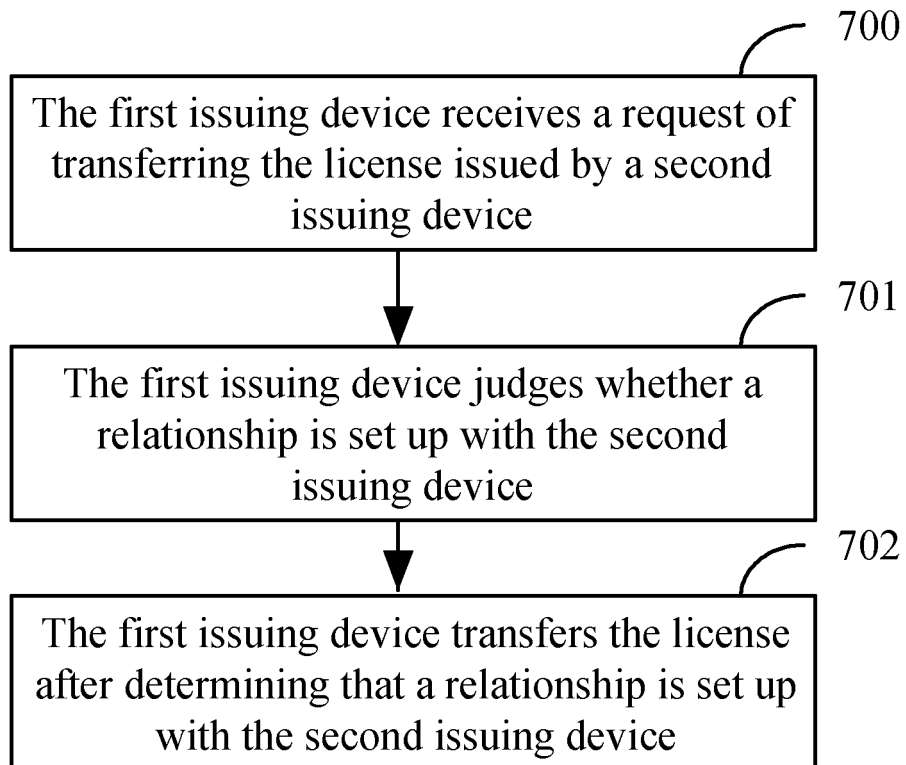 700
The first issuing device receives a request of
transferring the license issued by a second
issuing device
701
The first issuing device judges whether a
relationship is set up with the second
issuing device
702
The first issuing device transfers the license
after determining that a relationship is set up
with the second issuing device